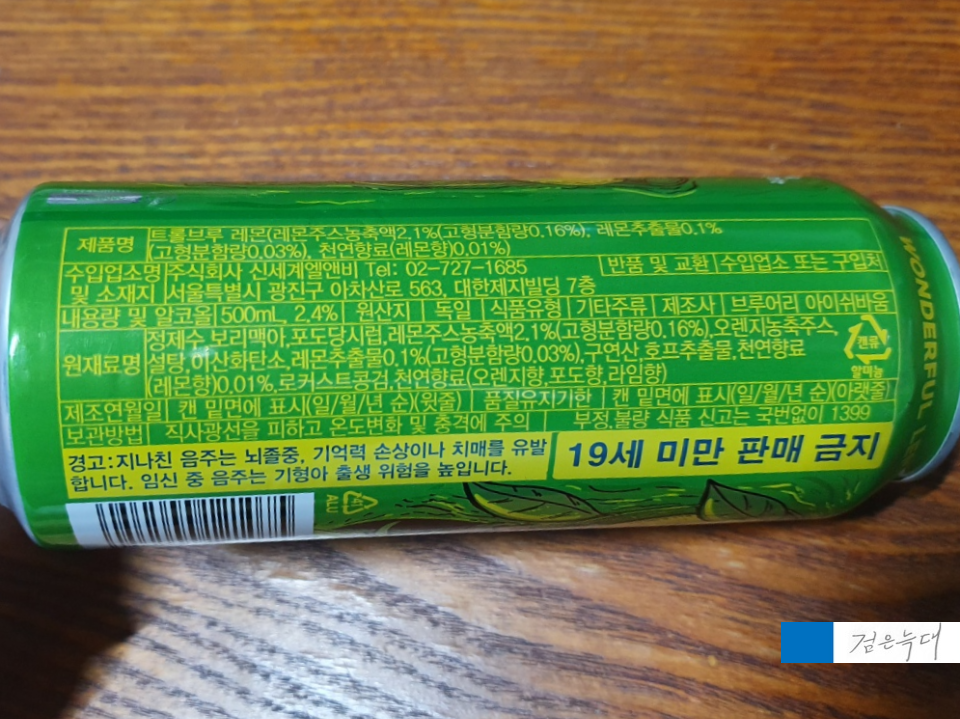 제품명 트롤브루 레몬(레몬주스농축액2.1%(고형분함량0.16%), 레몬추출물0.1%
(고형분함량0.03%), 천연향료(레몬향)0.01%)
수입업소명 주식회사 신세계엘앤비 Tel: 02-727-1685 반품 및 교환 수입업소 또는 구입처
및 소재지 서울특별시 광진구 아차산로 563, 대한제지빌딩 7층
내용량 및 알코올 500mL, 2.4% 원산지 독일 식품유형 기타주류 제조사 브루어리 아이쉬바움
원재료명 정제수,보리맥아,포도당시럽,레몬주스농축액2.1%(고형분함량0.16%),오렌지농축주스,
설탕,이산화탄소,레몬추출물0.1%(고형분함량0.03%),구연산,호프추출물,천연향료
(레몬향)0.01%,로커스트콩검,천연향료(오렌지향,포도향,라임향)
캔류
알미늄
제조연월일 캔 밑면에 표시(일/월/년 순)(윗줄) 품질유지기한 캔 밑면에 표시(일/월/년 순)(아랫줄)
보관방법 직사광선을 피하고 온도변화 및 충격에 주의 부정,불량 식품 신고는 국번없이 1399
경고:지나친 음주는 뇌졸중, 기억력 손상이나 치매를 유발
합니다. 임신 중 음주는 기형아 출생 위험을 높입니다.
19세 미만 판매 금지
41
ALU
WONDERFUL
검은늑대